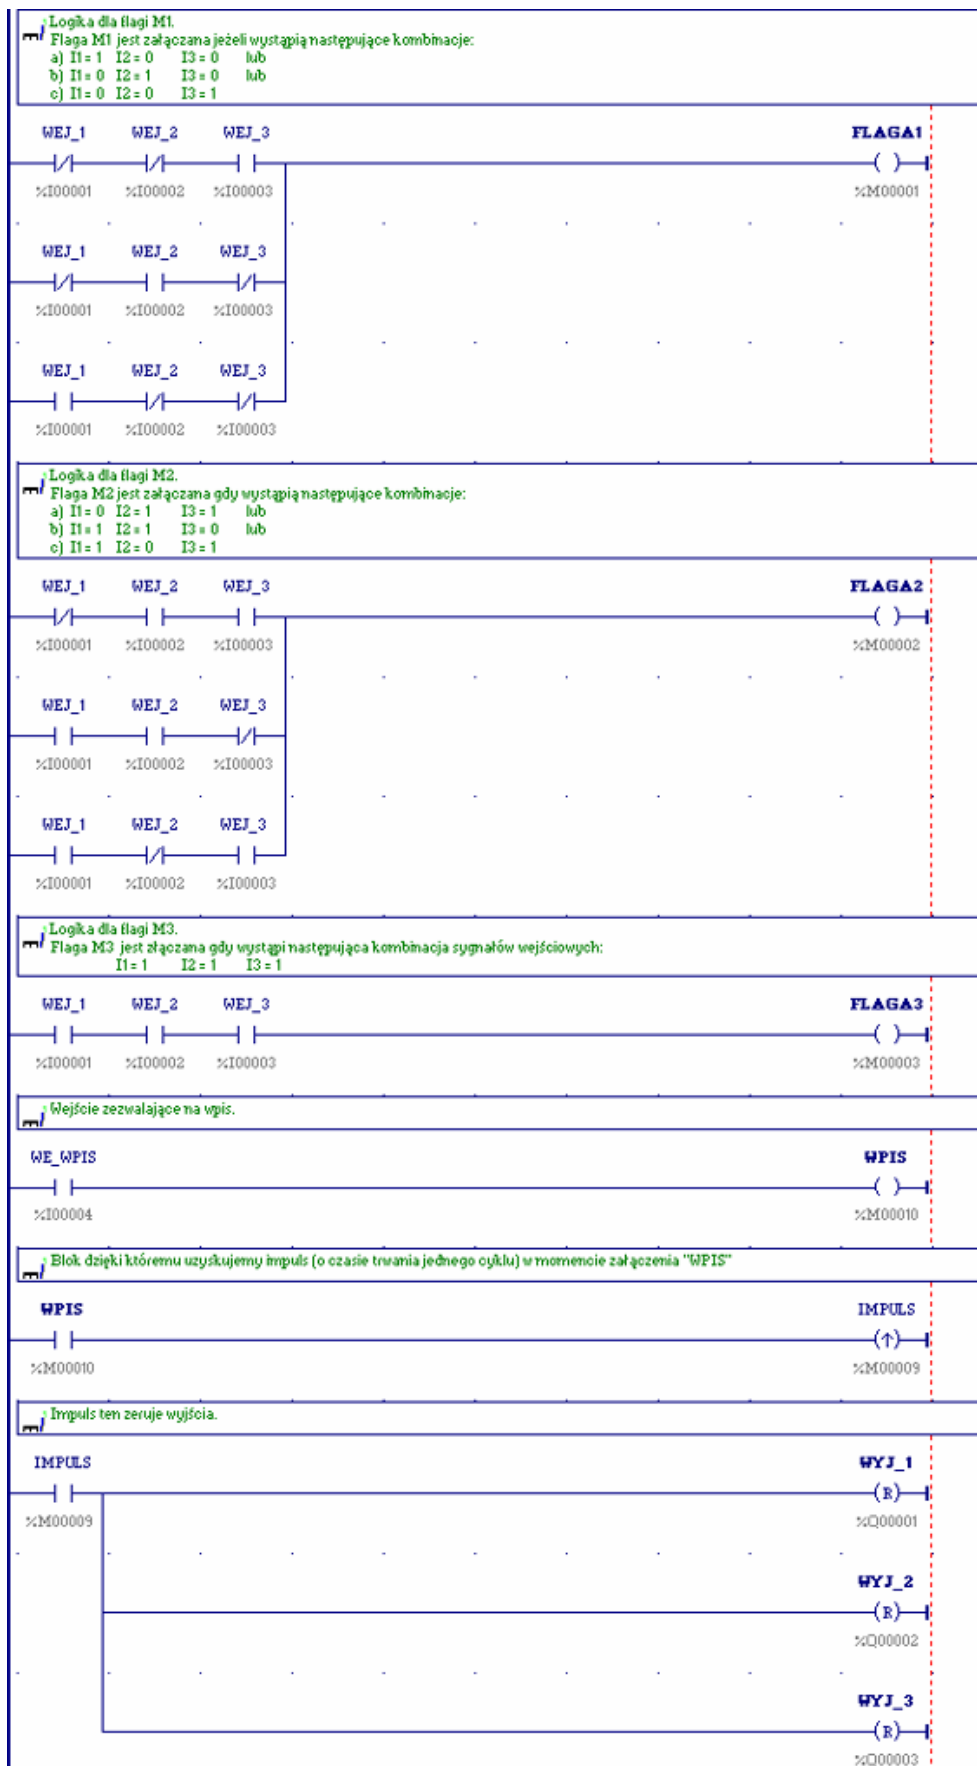 Logika dla flagi M1.
Flaga M1 jest załączana jeżeli wystąpią następujące kombinacje:
a) I1= 1 I2 = 0 I3 = 0 lub
b) I1= 0 I2 = 1 I3 = 0 lub
c) I1= 0 I2 = 0 I3 = 1
WEJ_1 WEJ_2 WEJ_3 FLAGA1
%I00001 %I00002 %I00003 %M00001
WEJ_1 WEJ_2 WEJ_3
%I00001 %I00002 %I00003
WEJ_1 WEJ_2 WEJ_3
%I00001 %I00002 %I00003
Logika dla flagi M2.
Flaga M2 jest załączana gdy wystąpią następujące kombinacje:
a) I1= 0 I2 = 1 I3 = 1 lub
b) I1= 1 I2 = 1 I3 = 0 lub
c) I1= 1 I2 = 0 I3 = 1
WEJ_1 WEJ_2 WEJ_3 FLAGA2
%I00001 %I00002 %I00003 %M00002
WEJ_1 WEJ_2 WEJ_3
%I00001 %I00002 %I00003
WEJ_1 WEJ_2 WEJ_3
%I00001 %I00002 %I00003
Logika dla flagi M3.
Flaga M3 jest złączana gdy wystąpi następująca kombinacja sygnałów wejściowych:
I1= 1 I2 = 1 I3 = 1
WEJ_1 WEJ_2 WEJ_3 FLAGA3
%I00001 %I00002 %I00003 %M00003
Wejście zezwalające na wpis.
WE_WPIS WPIS
%I00004 %M00010
Blok dzięki któremu uzyskujemy impuls (o czasie trwania jednego cyklu) w momencie załączenia "WPIS"
WPIS IMPULS
(↑)
%M00010 %M00009
Impuls ten zeruje wyjścia.
IMPULS WYJ_1
(R)
%M00009 %Q00001
WYJ_2
(R)
%Q00002
WYJ_3
(R)
%Q00003